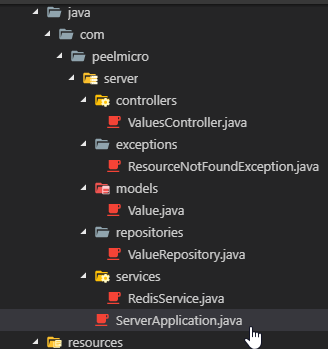 java
com
peelmicro
server
controllers
ValuesController.java
exceptions
ResourceNotFoundException.java
models
Value.java
repositories
ValueRepository.java
services
RedisService.java
ServerApplication.java
resources